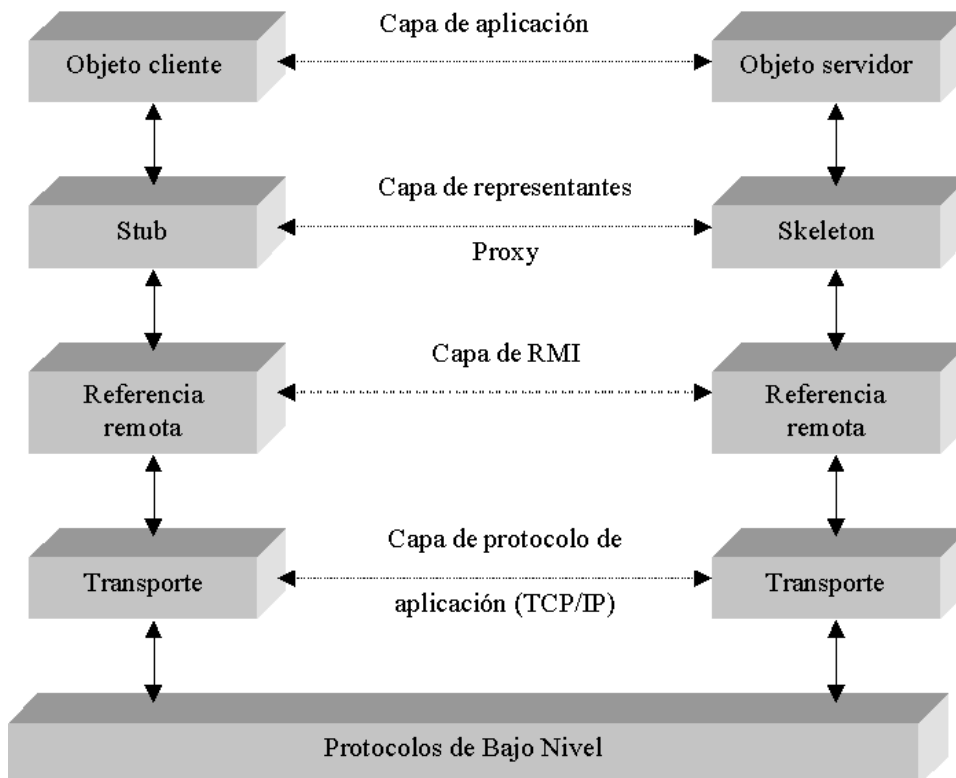 Capa de aplicación
Objeto cliente
Objeto servidor
Capa de representantes
Stub
Skeleton
Proxy
Capa de RMI
Referencia
remota
Referencia
remota
Capa de protocolo de
Transporte
Transporte
aplicación (TCP/IP)
Protocolos de Bajo Nivel